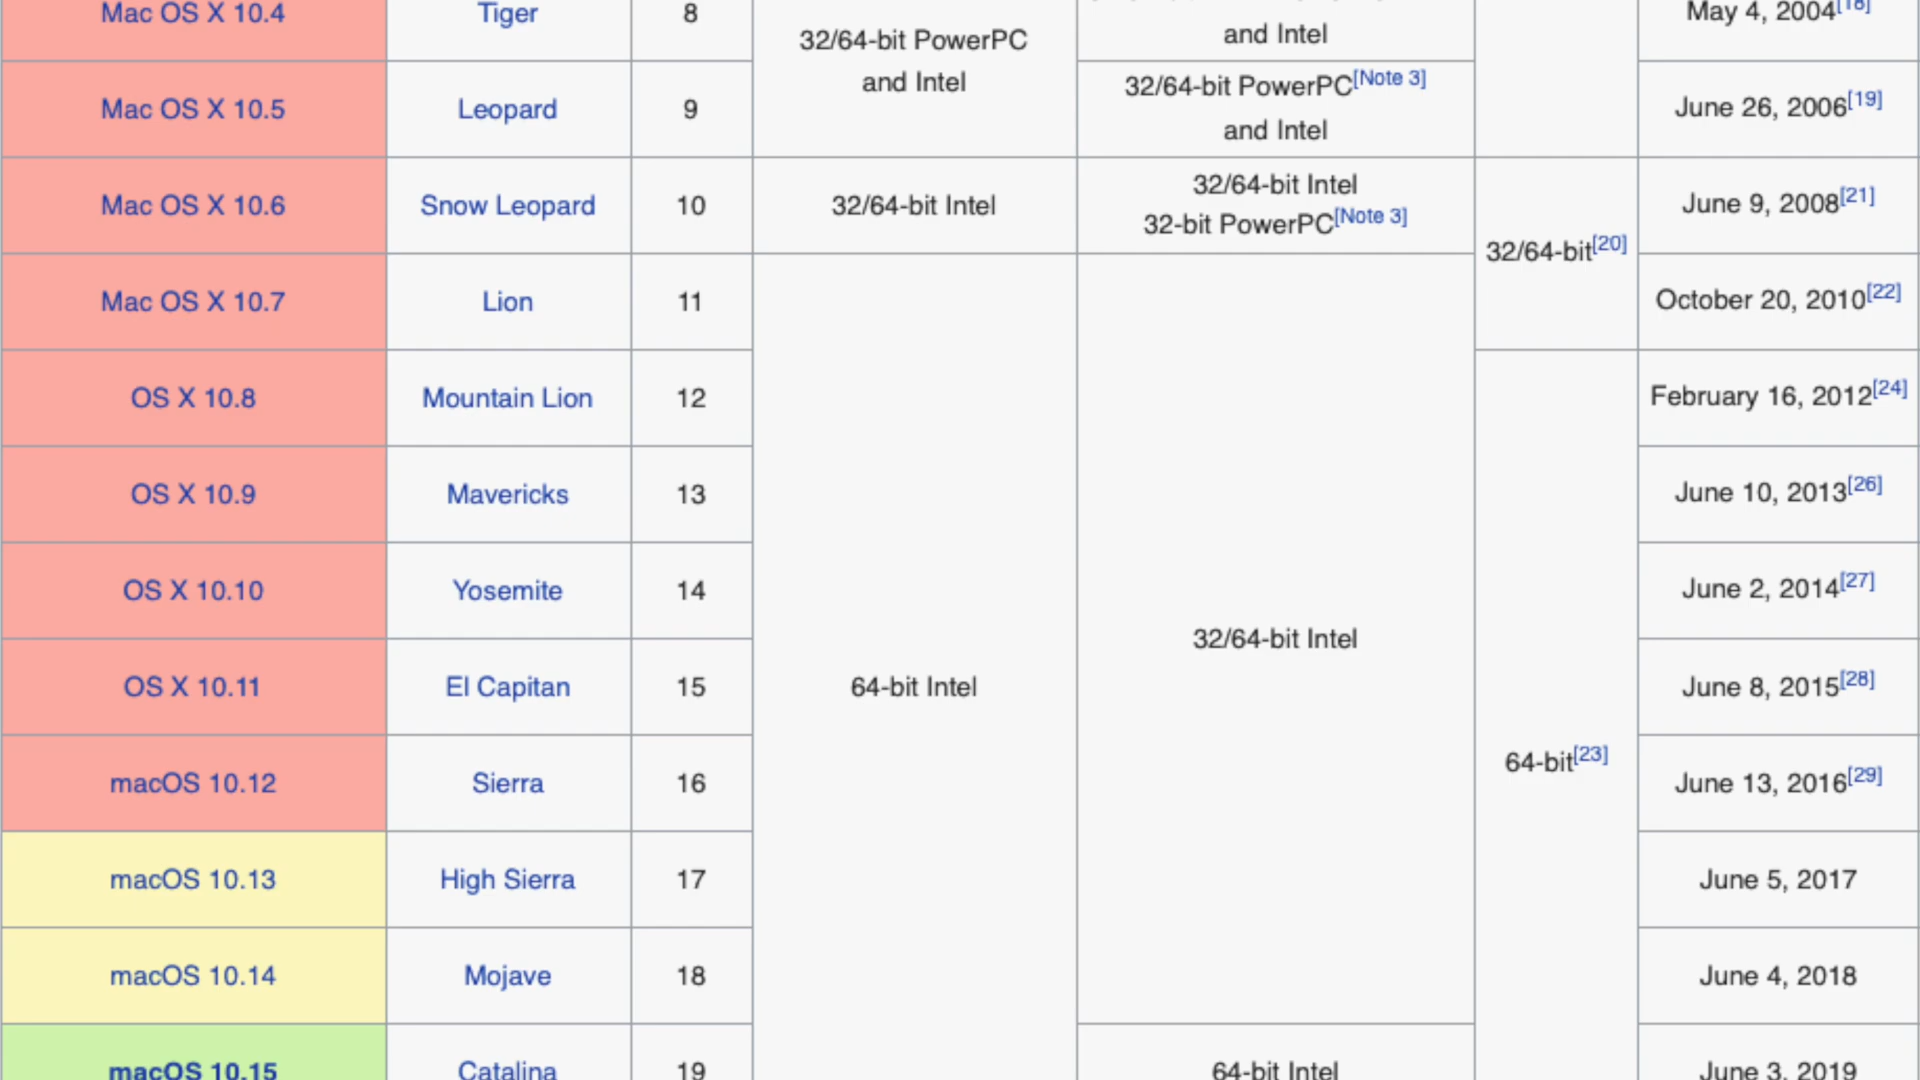 Mac OS X 10.4 Tiger 8 32/64-bit PowerPC and Intel and Intel May 4, 2004[18]
Mac OS X 10.5 Leopard 9 32/64-bit PowerPC[Note 3] and Intel June 26, 2006[19]
Mac OS X 10.6 Snow Leopard 10 32/64-bit Intel 32/64-bit Intel 32-bit PowerPC[Note 3] 32/64-bit[20] June 9, 2008[21]
Mac OS X 10.7 Lion 11 October 20, 2010[22]
OS X 10.8 Mountain Lion 12 February 16, 2012[24]
OS X 10.9 Mavericks 13 June 10, 2013[26]
OS X 10.10 Yosemite 14 32/64-bit Intel June 2, 2014[27]
OS X 10.11 El Capitan 15 64-bit Intel June 8, 2015[28]
macOS 10.12 Sierra 16 64-bit[23] June 13, 2016[29]
macOS 10.13 High Sierra 17 June 5, 2017
macOS 10.14 Mojave 18 June 4, 2018
macOS 10.15 Catalina 19 64-bit Intel June 3, 2019